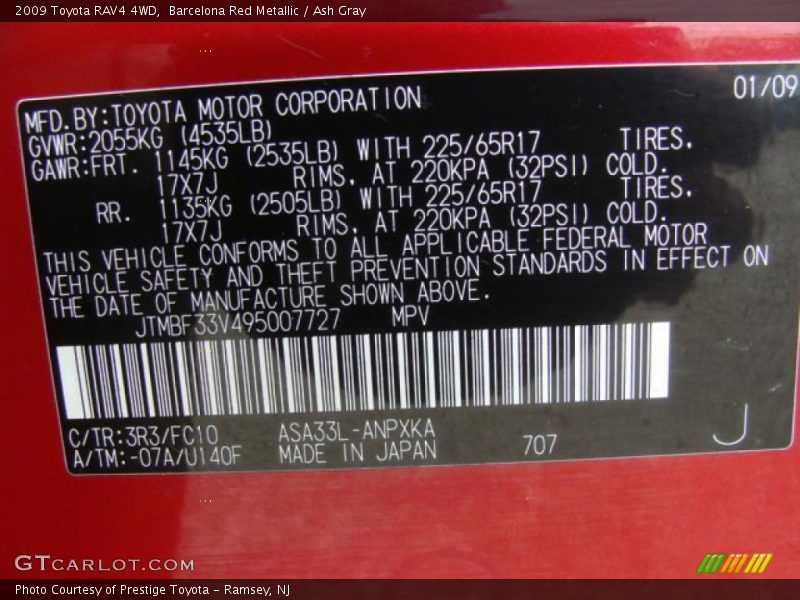 2009 Toyota RAV4 4WD,  Barcelona Red Metallic / Ash Gray
01/09
MFD.BY:TOYOTA MOTOR CORPORATION
GVWR:2055KG (4535LB)
GAWR:FRT. 1145KG (2535LB) WITH 225/65R17 TIRES.
17X7J RIMS. AT 220KPA (32PSI) COLD.
RR. 1135KG (2505LB) WITH 225/65R17 TIRES.
17X7J RIMS. AT 220KPA (32PSI) COLD.
THIS VEHICLE CONFORMS TO ALL APPLICABLE FEDERAL MOTOR
VEHICLE SAFETY AND THEFT PREVENTION STANDARDS IN EFFECT ON
THE DATE OF MANUFACTURE SHOWN ABOVE.
JTMBF33V495007727 MPV
C/TR:3R3/FC10 ASA33L-ANPXKA
A/TM:-07A/U140F MADE IN JAPAN 707 J
GTCARLOT.COM
Photo Courtesy of Prestige Toyota - Ramsey, NJ